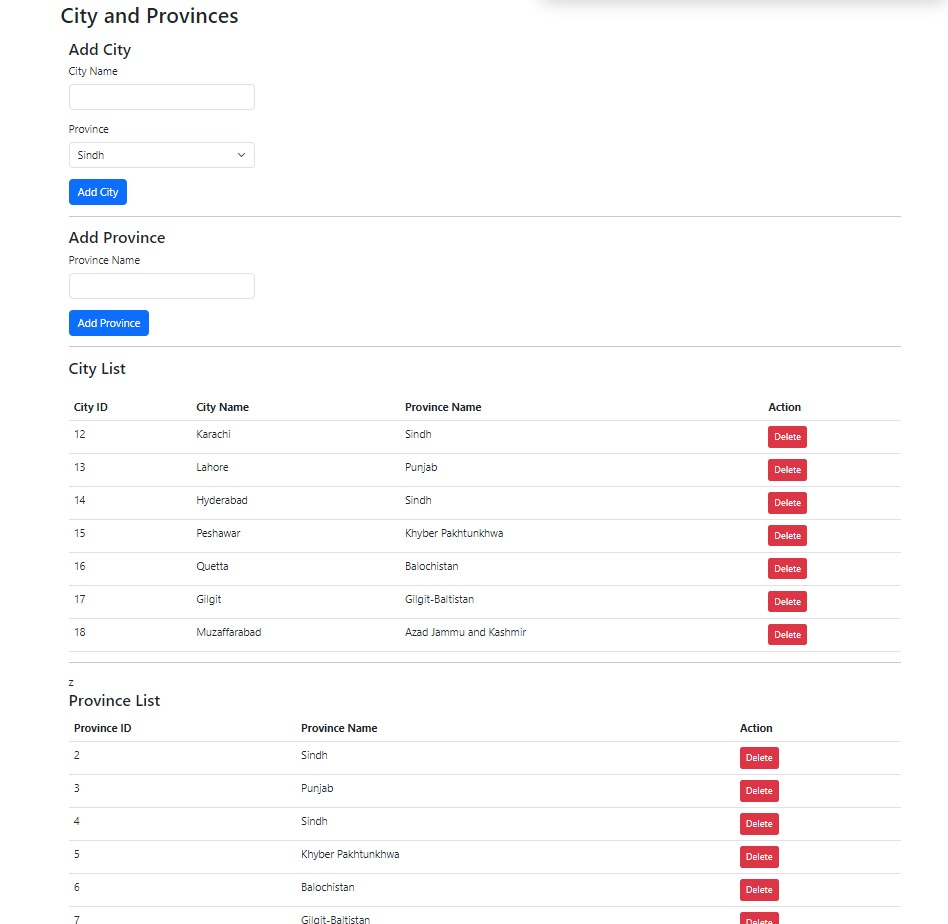 City and Provinces
Add City
City Name
Province
Sindh
Add City
Add Province
Province Name
Add Province
City List
City ID City Name Province Name Action
12 Karachi Sindh Delete
13 Lahore Punjab Delete
14 Hyderabad Sindh Delete
15 Peshawar Khyber Pakhtunkhwa Delete
16 Quetta Balochistan Delete
17 Gilgit Gilgit-Baltistan Delete
18 Muzaffarabad Azad Jammu and Kashmir Delete
z
Province List
Province ID Province Name Action
2 Sindh Delete
3 Punjab Delete
4 Sindh Delete
5 Khyber Pakhtunkhwa Delete
6 Balochistan Delete
7 Gilgit-Baltistan Delete